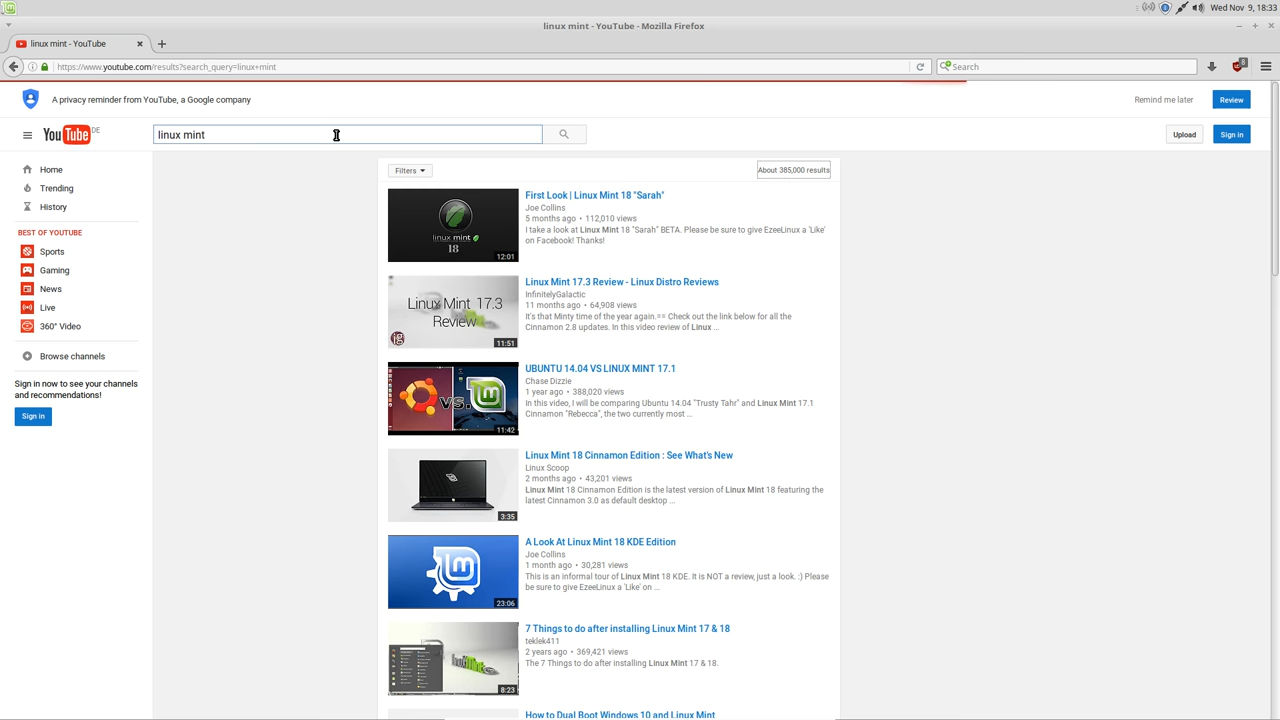 Wed Nov 9, 18:33
linux mint - YouTube - Mozilla Firefox
linux mint - YouTube
https://www.youtube.com/results?search_query=linux+mint
Search
8
A privacy reminder from YouTube, a Google company
Remind me later
Review
YouTube DE
linux mint
Upload
Sign in
Home
Trending
History
BEST OF YOUTUBE
Sports
Gaming
News
Live
360° Video
Browse channels
Sign in now to see your channels
and recommendations!
Sign in
Filters
About 385,000 results
linux mint
18
12:01
First Look | Linux Mint 18 "Sarah"
Joe Collins
5 months ago • 112,010 views
I take a look at Linux Mint 18 "Sarah" BETA. Please be sure to give EzeeLinux a 'Like'
on Facebook! Thanks!
Linux Mint 17.3
Review
ig
11:51
Linux Mint 17.3 Review - Linux Distro Reviews
InfinitelyGalactic
11 months ago • 64,908 views
It's that Minty time of the year again.== Check out the link below for all the
Cinnamon 2.8 updates. In this video review of Linux ...
VS.
11:42
UBUNTU 14.04 VS LINUX MINT 17.1
Chase Dizzie
1 year ago • 388,020 views
In this video, I will be comparing Ubuntu 14.04 "Trusty Tahr" and Linux Mint 17.1
Cinnamon "Rebecca", the two currently most ...
3:35
Linux Mint 18 Cinnamon Edition : See What's New
Linux Scoop
2 months ago • 43,201 views
Linux Mint 18 Cinnamon Edition is the latest version of Linux Mint 18 featuring the
latest Cinnamon 3.0 as default desktop ...
23:06
A Look At Linux Mint 18 KDE Edition
Joe Collins
1 month ago • 30,281 views
This is an informal tour of Linux Mint 18 KDE. It is NOT a review, just a look. :) Please
be sure to give EzeeLinux a 'Like' on ...
8:23
7 Things to do after installing Linux Mint 17 & 18
teklek411
2 years ago • 369,421 views
The 7 Things to do after installing Linux Mint 17 & 18.
How to Dual Boot Windows 10 and Linux Mint